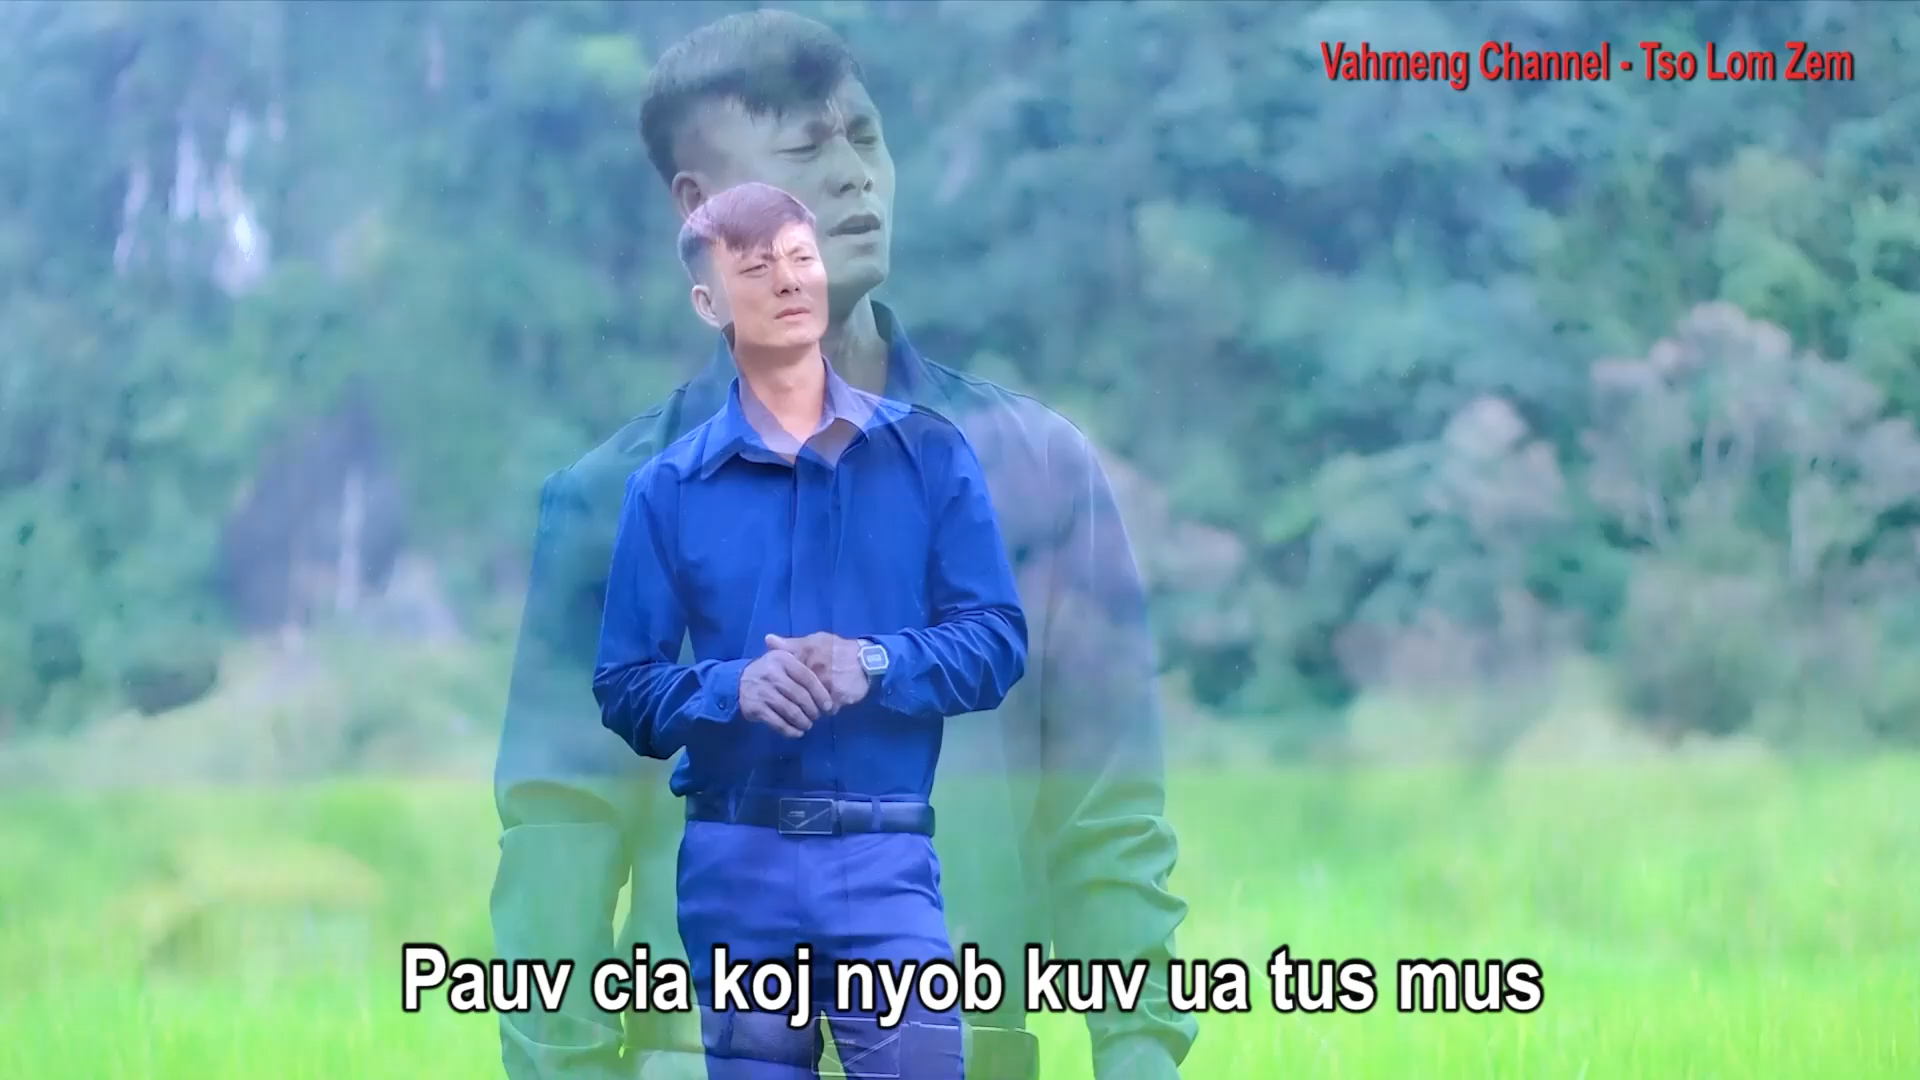 Vahmeng Channel - Tso Lom Zem
Pauv cia koj nyob kuv ua tus mus